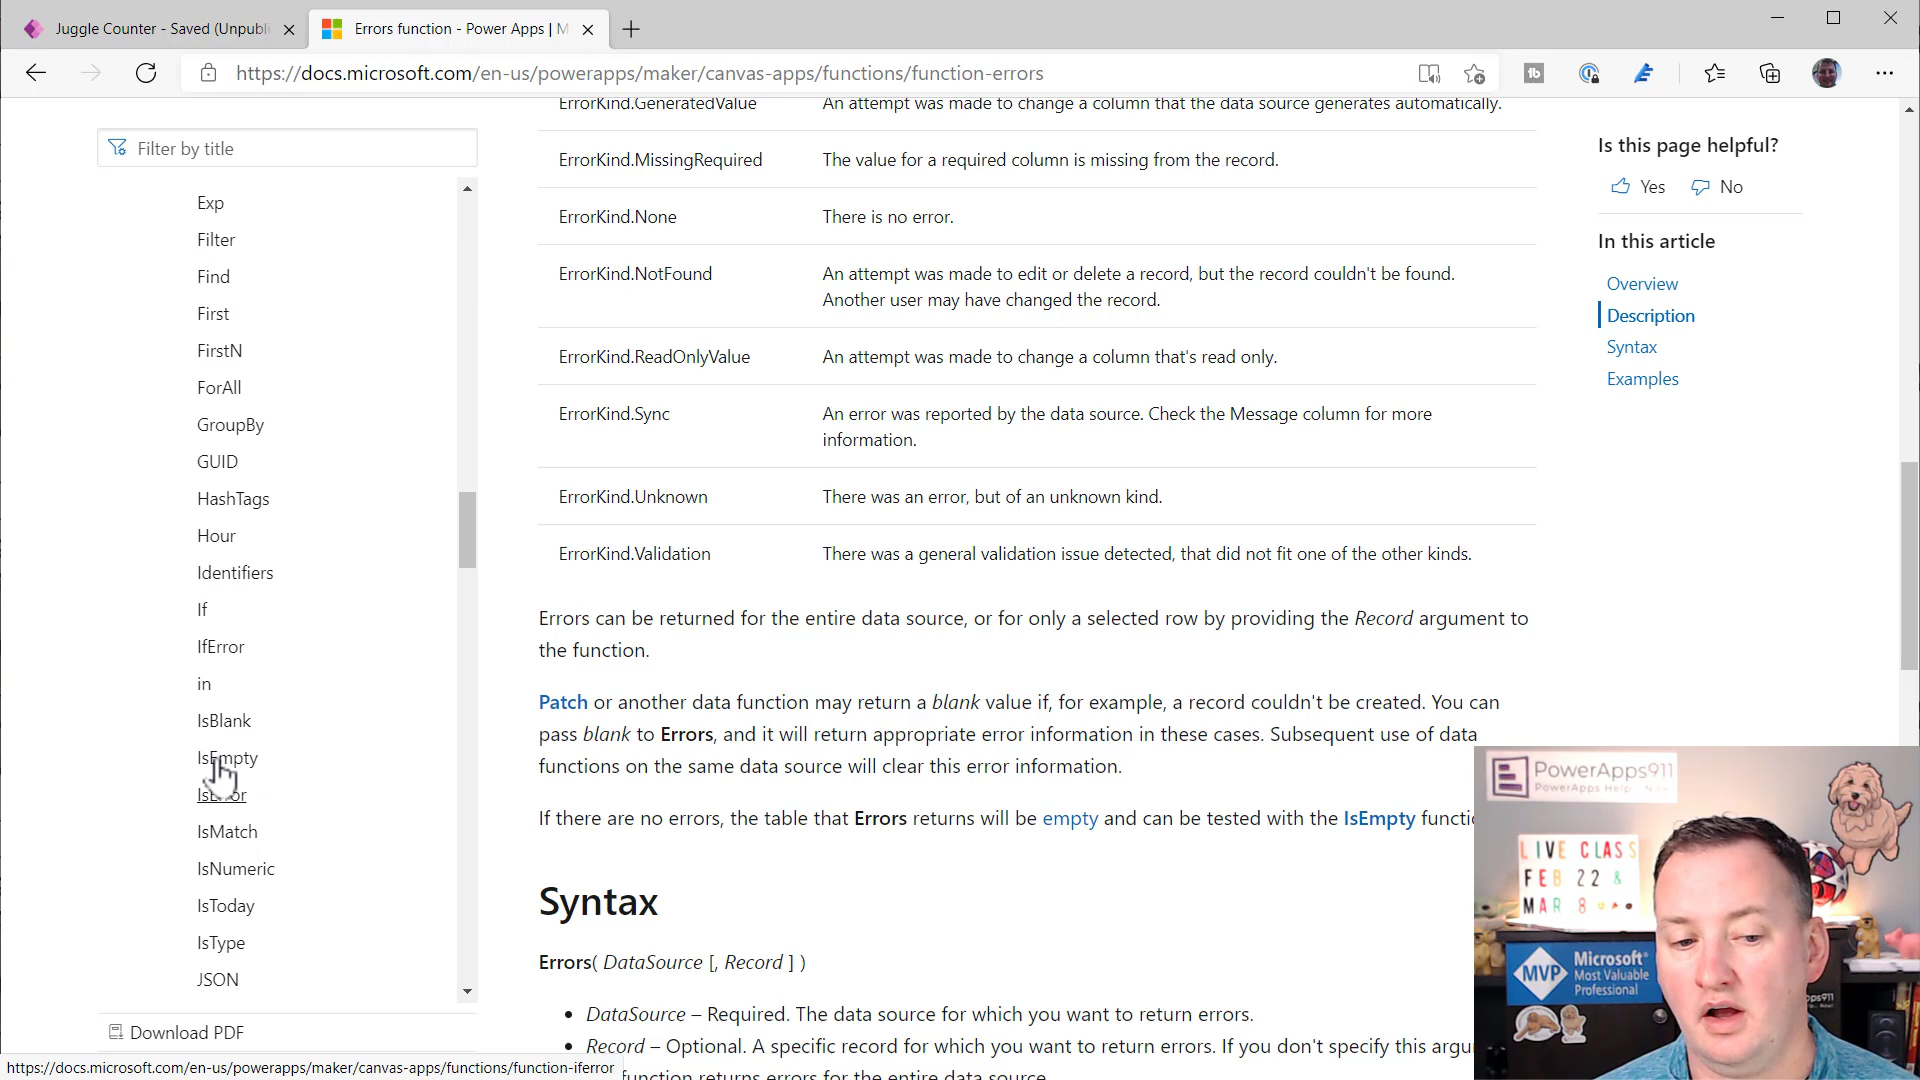 Juggle Counter - Saved (Unpubli
Errors function - Power Apps | M
https://docs.microsoft.com/en-us/powerapps/maker/canvas-apps/functions/function-errors
Filter by title
Exp
Filter
Find
First
FirstN
ForAll
GroupBy
GUID
HashTags
Hour
Identifiers
If
IfError
in
IsBlank
IsEmpty
IsError
IsMatch
IsNumeric
IsToday
IsType
JSON
Download PDF
https://docs.microsoft.com/en-us/powerapps/maker/canvas-apps/functions/function-iferror
ErrorKind.GeneratedValue An attempt was made to change a column that the data source generates automatically.
ErrorKind.MissingRequired The value for a required column is missing from the record.
ErrorKind.None There is no error.
ErrorKind.NotFound An attempt was made to edit or delete a record, but the record couldn't be found.
Another user may have changed the record.
ErrorKind.ReadOnlyValue An attempt was made to change a column that's read only.
ErrorKind.Sync An error was reported by the data source. Check the Message column for more
information.
ErrorKind.Unknown There was an error, but of an unknown kind.
ErrorKind.Validation There was a general validation issue detected, that did not fit one of the other kinds.
Errors can be returned for the entire data source, or for only a selected row by providing the Record argument to
the function.
Patch or another data function may return a blank value if, for example, a record couldn't be created. You can
pass blank to Errors, and it will return appropriate error information in these cases. Subsequent use of data
functions on the same data source will clear this error information.
If there are no errors, the table that Errors returns will be empty and can be tested with the IsEmpty functi
Syntax
Errors( DataSource [, Record ] )
• DataSource – Required. The data source for which you want to return errors.
• Record – Optional. A specific record for which you want to return errors. If you don't specify this argu
function returns errors for the entire data source.
Is this page helpful?
Yes No
In this article
Overview
Description
Syntax
Examples
PowerApps911
PowerApps Help
LIVE CLASS
FEB 22 &
MAR 8
MVP
Microsoft®
Most Valuable
Professional